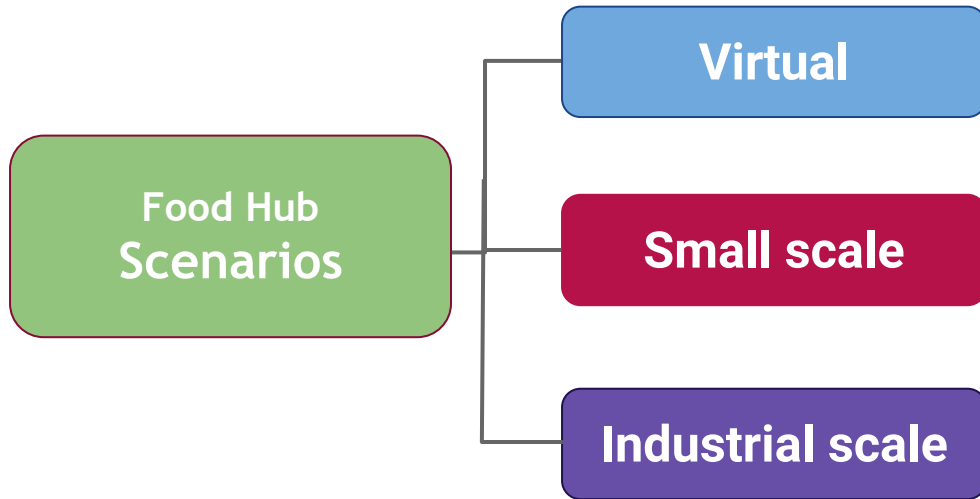 Food Hub
Scenarios
Virtual
Small scale
Industrial scale